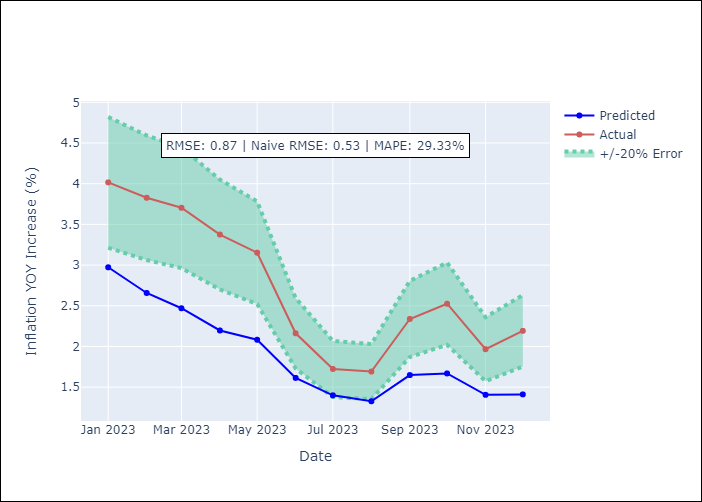 RMSE: 0.87 | Naive RMSE: 0.53 | MAPE: 29.33%
Predicted
Actual
+/-20% Error
Inflation YOY Increase (%)
5
4.5
4
3.5
3
2.5
2
1.5
Jan 2023
Mar 2023
May 2023
Jul 2023
Sep 2023
Nov 2023
Date